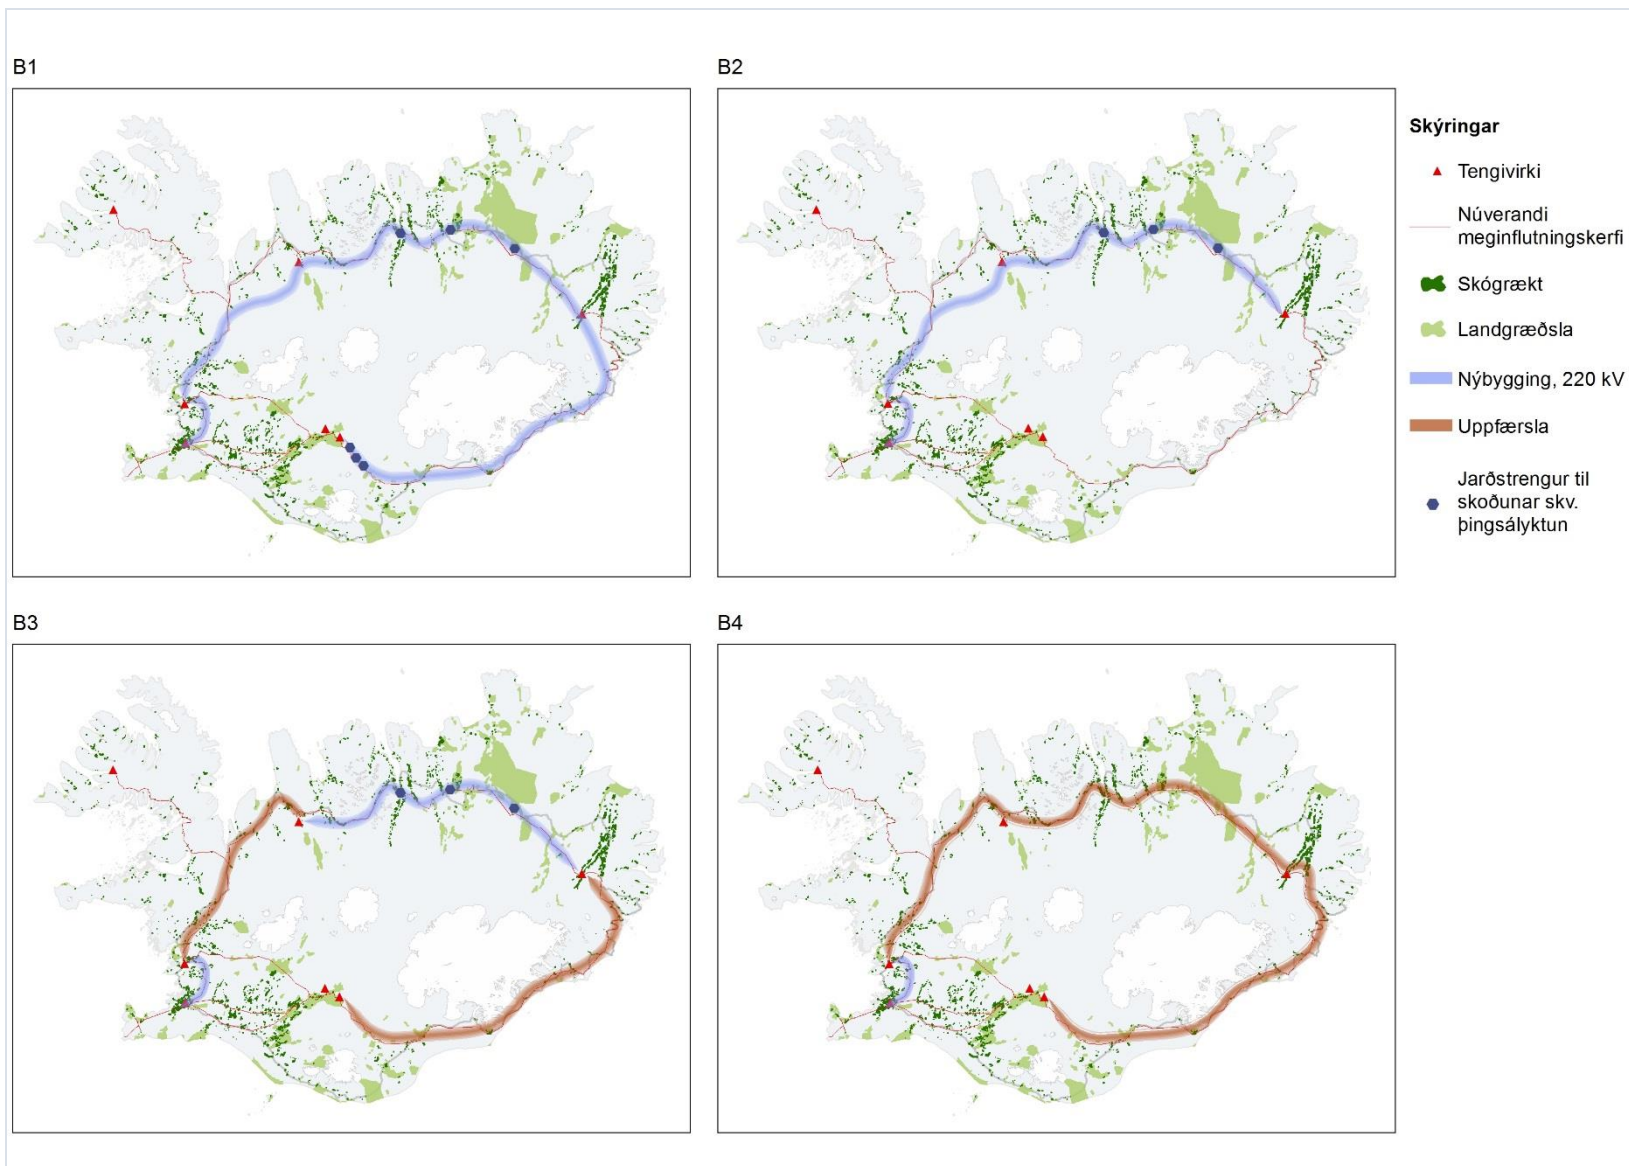 B1
B2
Skýringar
Tengivirki
Núverandi
meginflutningskerfi
Skógrækt
Landgræðsla
Nýbygging, 220 kV
Uppfærsla
Jarðstrengur til
skoðunar skv.
þingsályktun
B3
B4